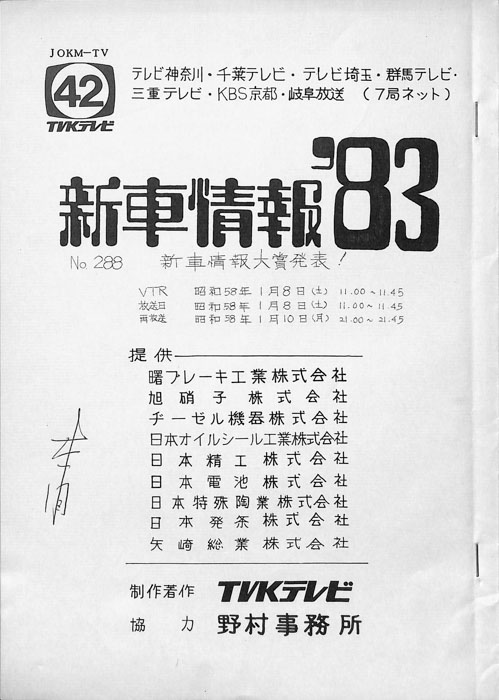 JOKM-TV
42
TVKテレビ
テレビ神奈川・千葉テレビ・テレビ埼玉・群馬テレビ・
三重テレビ・KBS京都・岐阜放送 (7局ネット)
新車情報'83
No.288 新車情報大賞発表!
VTR 昭和58年1月8日(土) 11.00~11.45
放送日 昭和58年1月8日(土) 11.00~11.45
再放送 昭和58年1月10日(月) 21.00~21.45
提供
曙ブレーキ工業株式会社
旭硝子株式会社
ヂーゼル機器株式会社
日本オイルシール工業株式会社
日本精工株式会社
日本電池株式会社
日本特殊陶業株式会社
日本発条株式会社
矢崎総業株式会社
制作著作 TVKテレビ
協力 野村事務所